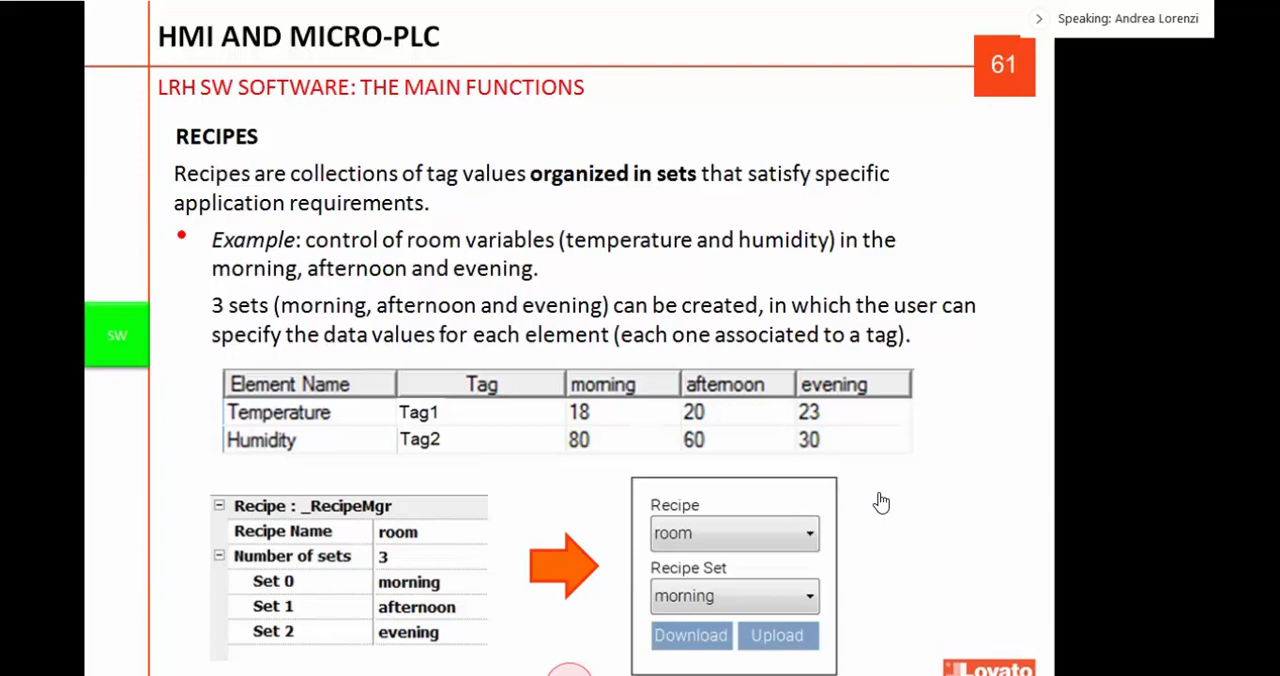 Speaking: Andrea Lorenzi
HMI AND MICRO-PLC
61
LRH SW SOFTWARE: THE MAIN FUNCTIONS
RECIPES
Recipes are collections of tag values organized in sets that satisfy specific
application requirements.
Example: control of room variables (temperature and humidity) in the
morning, afternoon and evening.
3 sets (morning, afternoon and evening) can be created, in which the user can
specify the data values for each element (each one associated to a tag).
SW
Element Name Tag morning afternoon evening
Temperature Tag1 18 20 23
Humidity Tag2 80 60 30
Recipe : _RecipeMgr
Recipe Name room
Number of sets 3
Set 0 morning
Set 1 afternoon
Set 2 evening
Recipe
room
Recipe Set
morning
Download Upload
Lovato